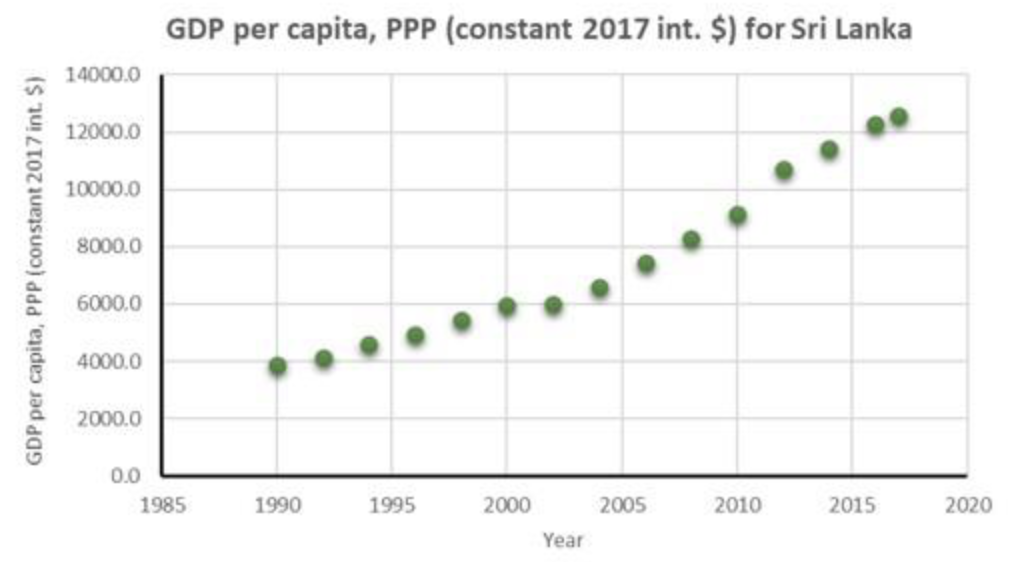 GDP per capita, PPP (constant 2017 int. $) for Sri Lanka
GDP per capita, PPP (constant 2017 int. $)
14000.0
12000.0
10000.0
8000.0
6000.0
4000.0
2000.0
0.0
1985 1990 1995 2000 2005 2010 2015 2020
Year